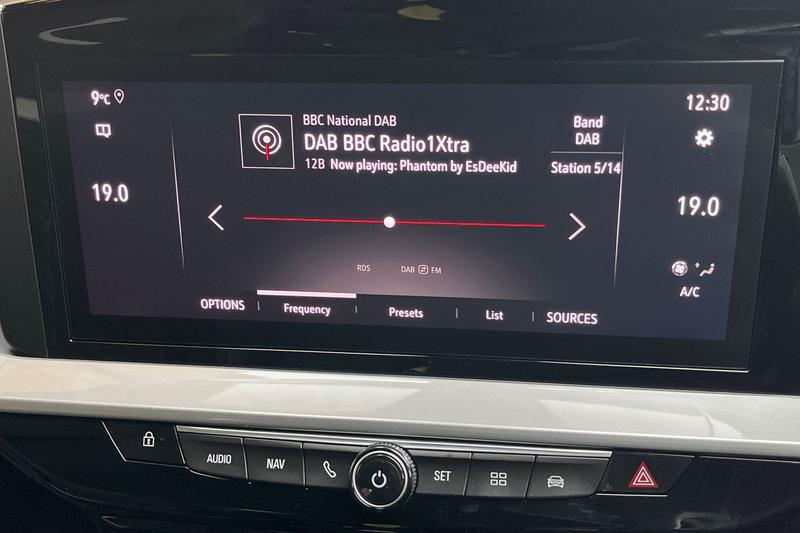 9°C
12:30
BBC National DAB
DAB BBC Radio1Xtra
12B Now playing: Phantom by EsDeeKid
Band
DAB
Station 5/14
19.0
19.0
RDS
DAB FM
A/C
OPTIONS
Frequency
Presets
List
SOURCES
AUDIO
NAV
SET